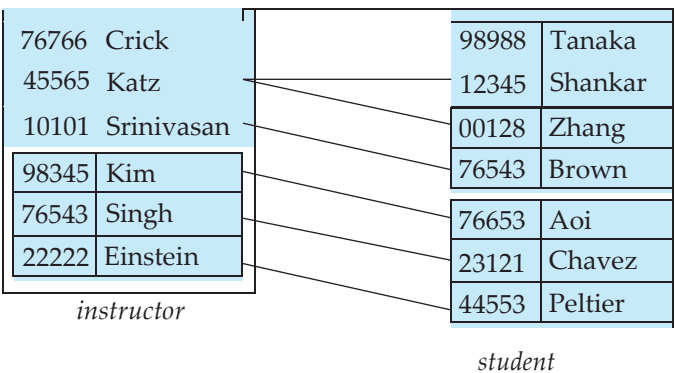 76766 Crick
45565 Katz
10101 Srinivasan
98345 Kim
76543 Singh
22222 Einstein
instructor
98988 Tanaka
12345 Shankar
00128 Zhang
76543 Brown
76653 Aoi
23121 Chavez
44553 Peltier
student